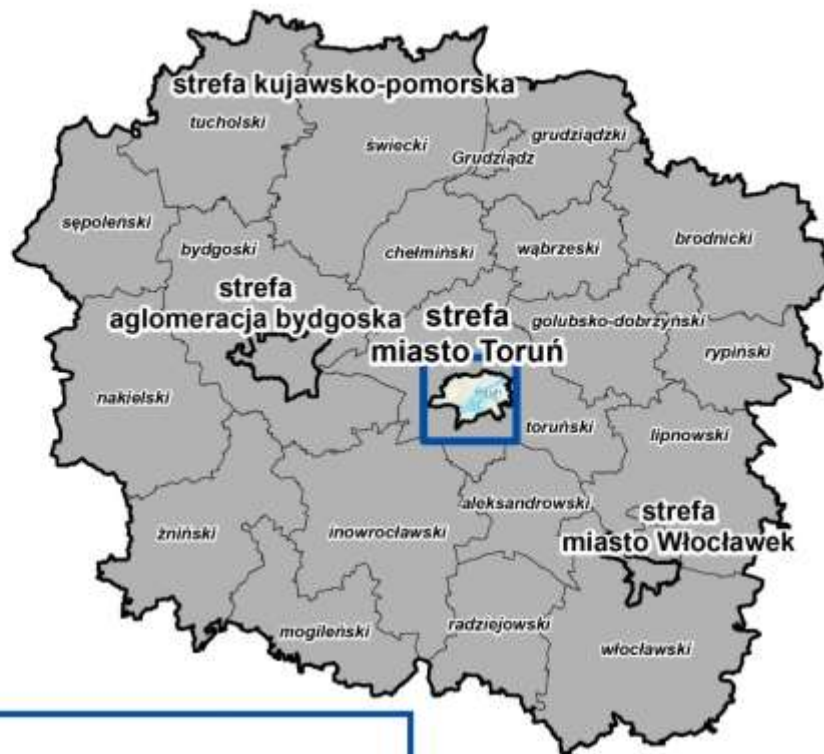 strefa kujawsko-pomorska
tucholski
świecki
grudziądzki
Grudziądz
sępoleński
bydgoski
chełmiński
wąbrzeski
brodnicki
strefa
aglomeracja bydgoska
strefa
miasto Toruń
golubsko-dobrzyński
rypiński
nakielski
toruński
lipnowski
żniński
inowrocławski
aleksandrowski
strefa
miasto Włocławek
mogileński
radziejowski
włocławski